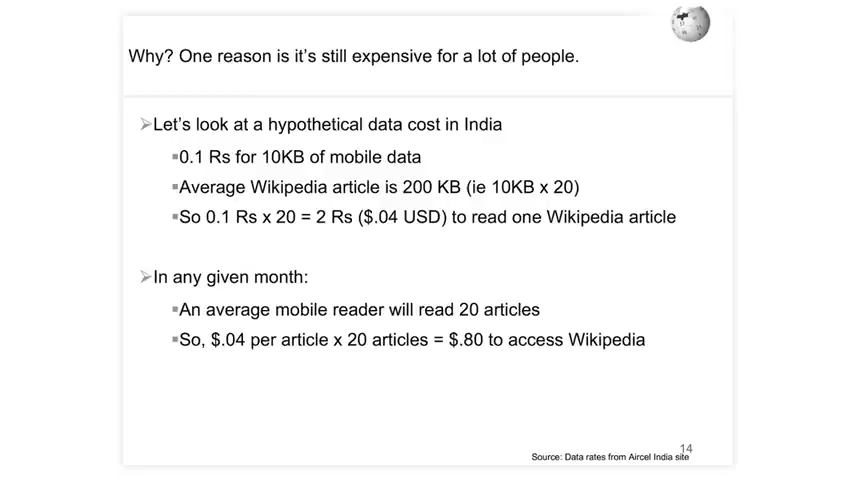 Why? One reason is it's still expensive for a lot of people.
➢Let's look at a hypothetical data cost in India
▪0.1 Rs for 10KB of mobile data
▪Average Wikipedia article is 200 KB (ie 10KB x 20)
▪So 0.1 Rs x 20 = 2 Rs ($.04 USD) to read one Wikipedia article
➢In any given month:
▪An average mobile reader will read 20 articles
▪So, $.04 per article x 20 articles = $.80 to access Wikipedia
14
Source: Data rates from Aircel India site